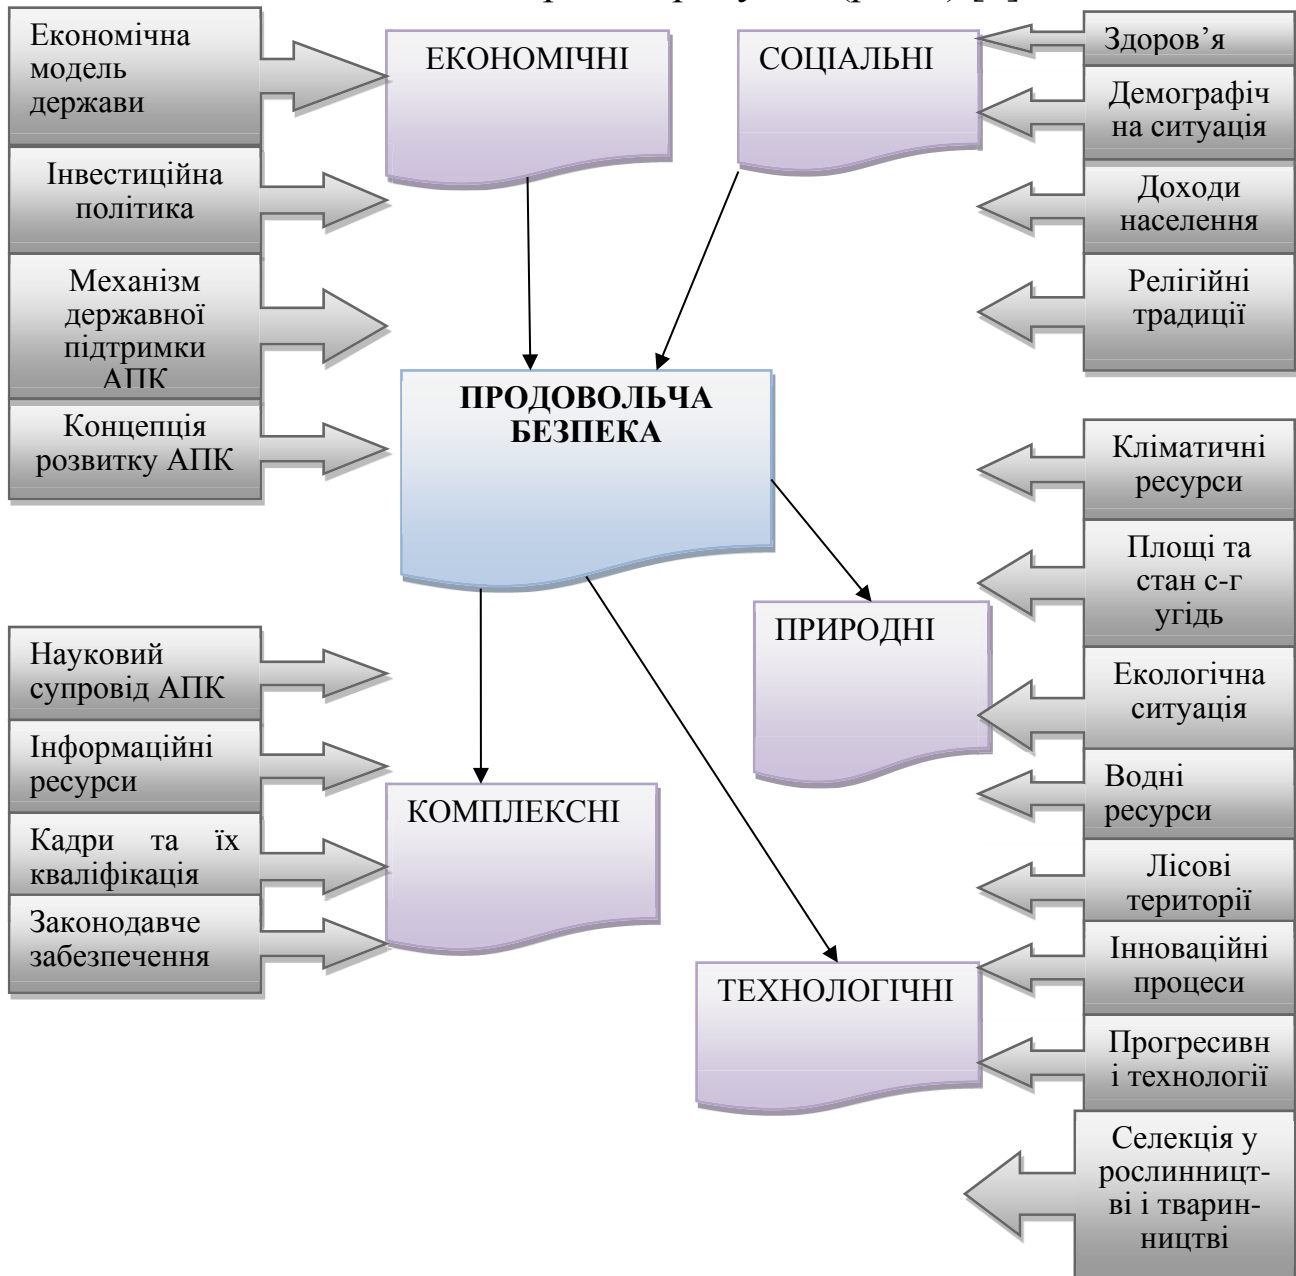 Економічна
модель
держави
Інвестиційна
політика
Механізм
державної
підтримки
АПК
Концепція
розвитку АПК
ЕКОНОМІЧНІ
СОЦІАЛЬНІ
Здоров’я
Демографіч
на ситуація
Доходи
населення
Релігійні
традиції
ПРОДОВОЛЬЧА
БЕЗПЕКА
Кліматичні
ресурси
Площі та
стан с-г
угідь
Екологічна
ситуація
Водні
ресурси
Лісові
території
ПРИРОДНІ
Науковий
супровід АПК
Інформаційні
ресурси
Кадри та їх
кваліфікація
Законодавче
забезпечення
КОМПЛЕКСНІ
ТЕХНОЛОГІЧНІ
Інноваційні
процеси
Прогресивн
і технології
Селекція у
рослинницт-
ві і тварин-
ництві